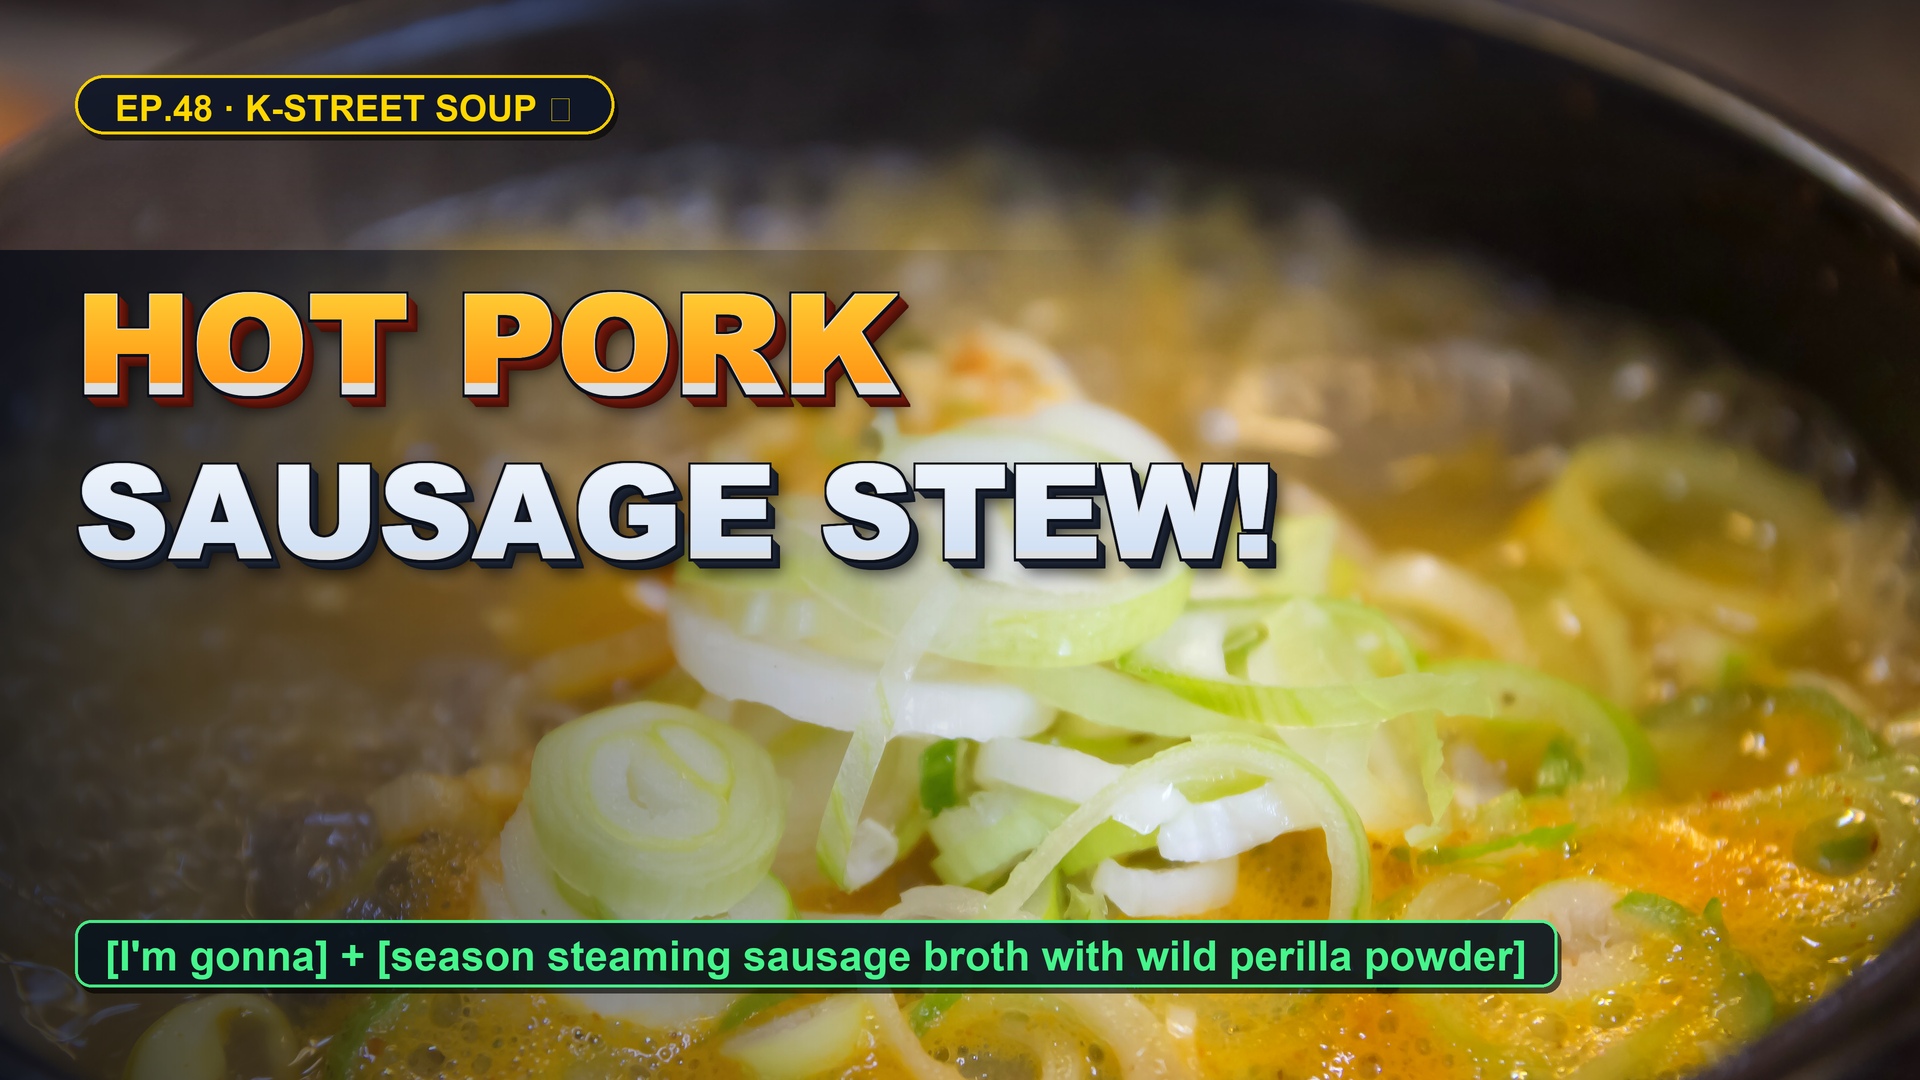 EP.48 · K-STREET SOUP □
HOT PORK
SAUSAGE STEW!
[I'm gonna] + [season steaming sausage broth with wild perilla powder]